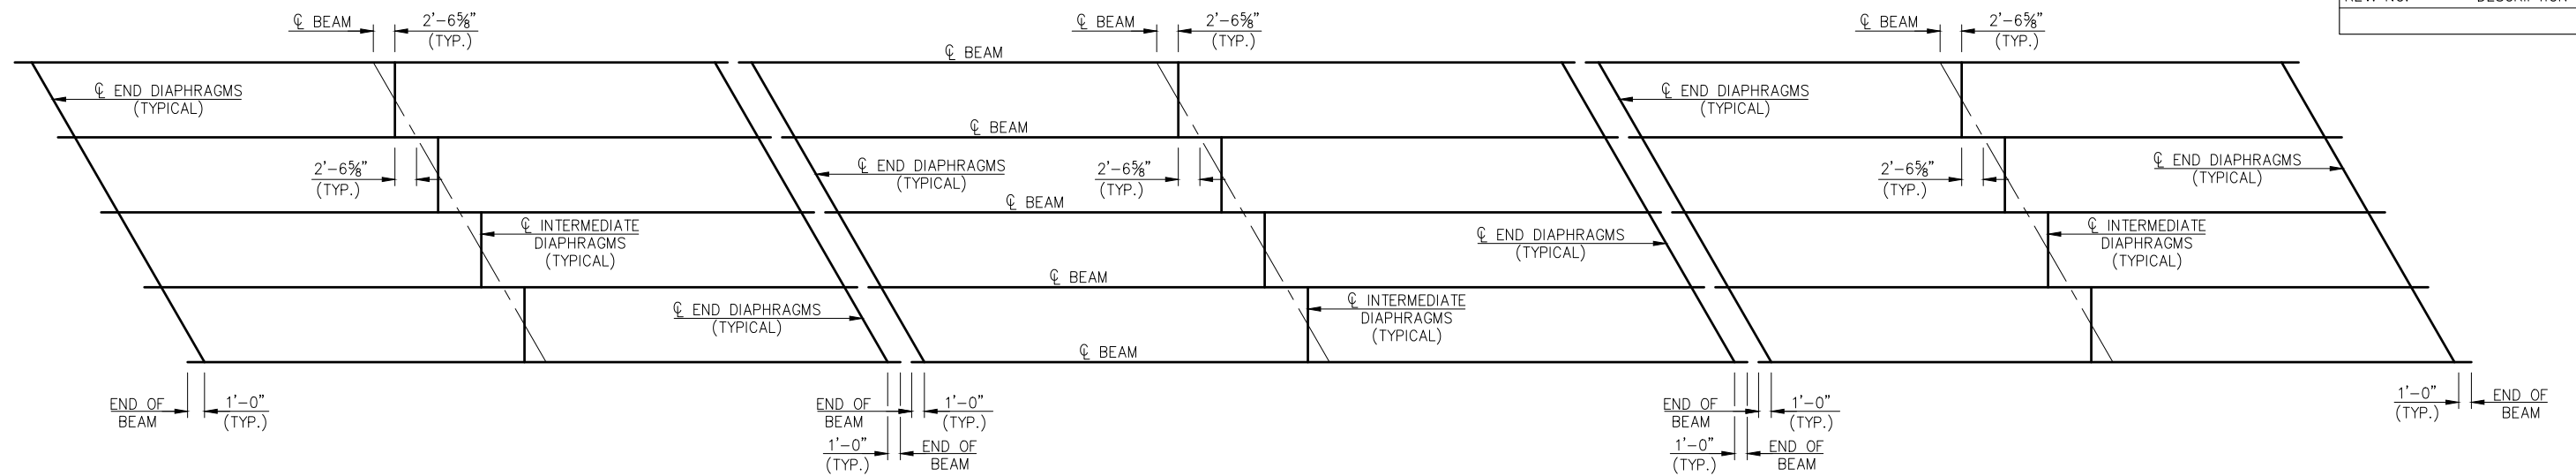 ℄ BEAM
2'-6⅝"
(TYP.)
℄ BEAM
2'-6⅝"
(TYP.)
℄ BEAM
2'-6⅝"
(TYP.)
℄ BEAM
℄ END DIAPHRAGMS
(TYPICAL)
℄ END DIAPHRAGMS
(TYPICAL)
℄ BEAM
2'-6⅝"
(TYP.)
℄ END DIAPHRAGMS
(TYPICAL)
2'-6⅝"
(TYP.)
2'-6⅝"
(TYP.)
℄ END DIAPHRAGMS
(TYPICAL)
℄ BEAM
℄ INTERMEDIATE
DIAPHRAGMS
(TYPICAL)
℄ END DIAPHRAGMS
(TYPICAL)
℄ INTERMEDIATE
DIAPHRAGMS
(TYPICAL)
℄ BEAM
℄ END DIAPHRAGMS
(TYPICAL)
℄ INTERMEDIATE
DIAPHRAGMS
(TYPICAL)
℄ BEAM
END OF
BEAM
1'-0"
(TYP.)
END OF
BEAM
1'-0"
(TYP.)
1'-0"
(TYP.)
END OF
BEAM
END OF
BEAM
1'-0"
(TYP.)
1'-0"
(TYP.)
END OF
BEAM
1'-0"
(TYP.)
END OF
BEAM